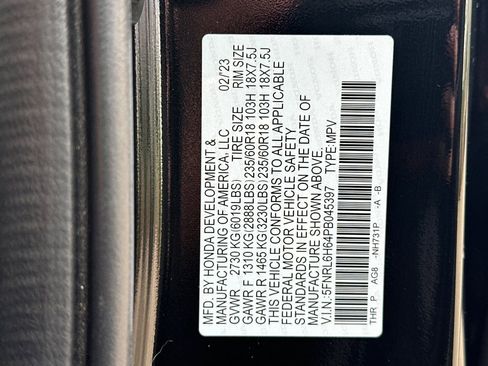 MFD. BY HONDA DEVELOPMENT &
MANUFACTURING OF AMERICA, LLC 02/'23
GVWR 2730 KG(6019LBS) TIRE SIZE RIM SIZE
GAWR F 1310 KG(2888LBS) 235/60R18 103H 18X7.5J
GAWR R 1465 KG(3230LBS) 235/60R18 103H 18X7.5J
THIS VEHICLE CONFORMS TO ALL APPLICABLE
FEDERAL MOTOR VEHICLE SAFETY
STANDARDS IN EFFECT ON THE DATE OF
MANUFACTURE SHOWN ABOVE.
V.I.N.: 5FNRL6H64PB045397 TYPE: MPV
THR P AG8 -NH731P -A -B